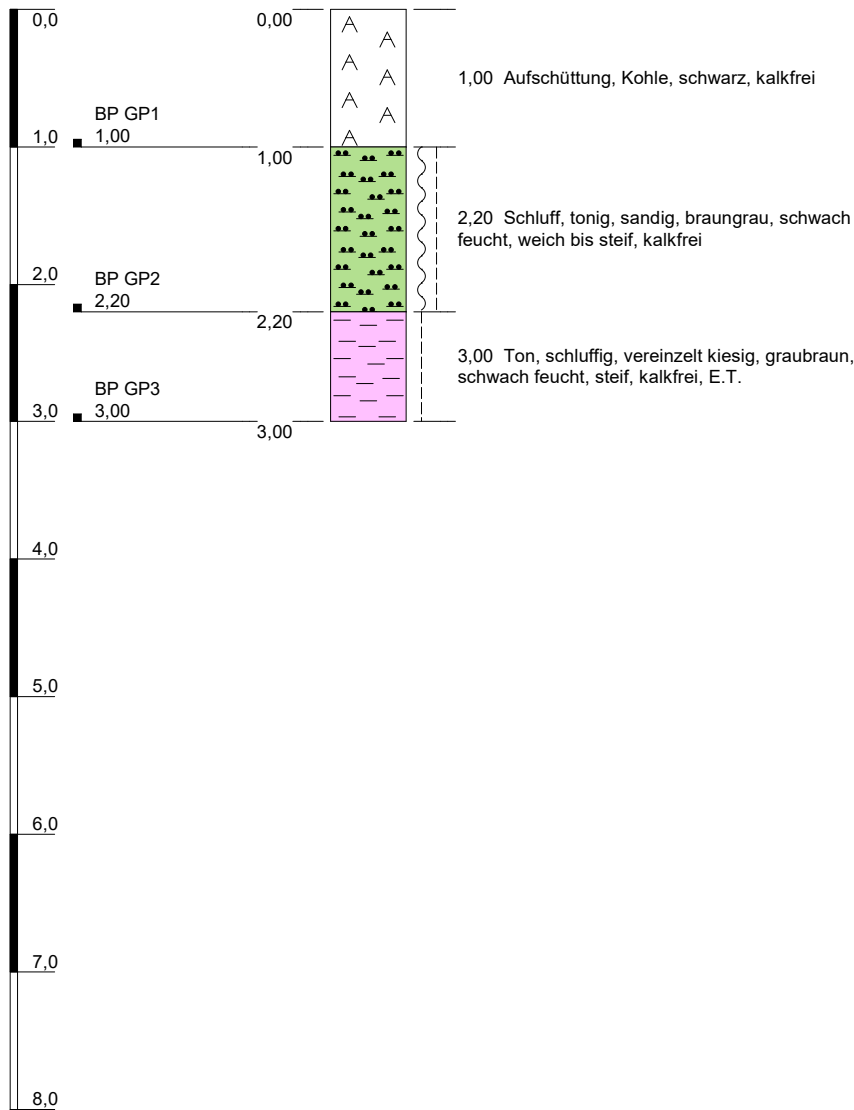 0,0
0,00
1,00 Aufschüttung, Kohle, schwarz, kalkfrei
BP GP1
1,0
1,00
1,00
2,20 Schluff, tonig, sandig, braungrau, schwach
feucht, weich bis steif, kalkfrei
BP GP2
2,0
2,20
2,20
3,00 Ton, schluffig, vereinzelt kiesig, graubraun,
schwach feucht, steif, kalkfrei, E.T.
BP GP3
3,0
3,00
3,00
4,0
5,0
6,0
7,0
8,0